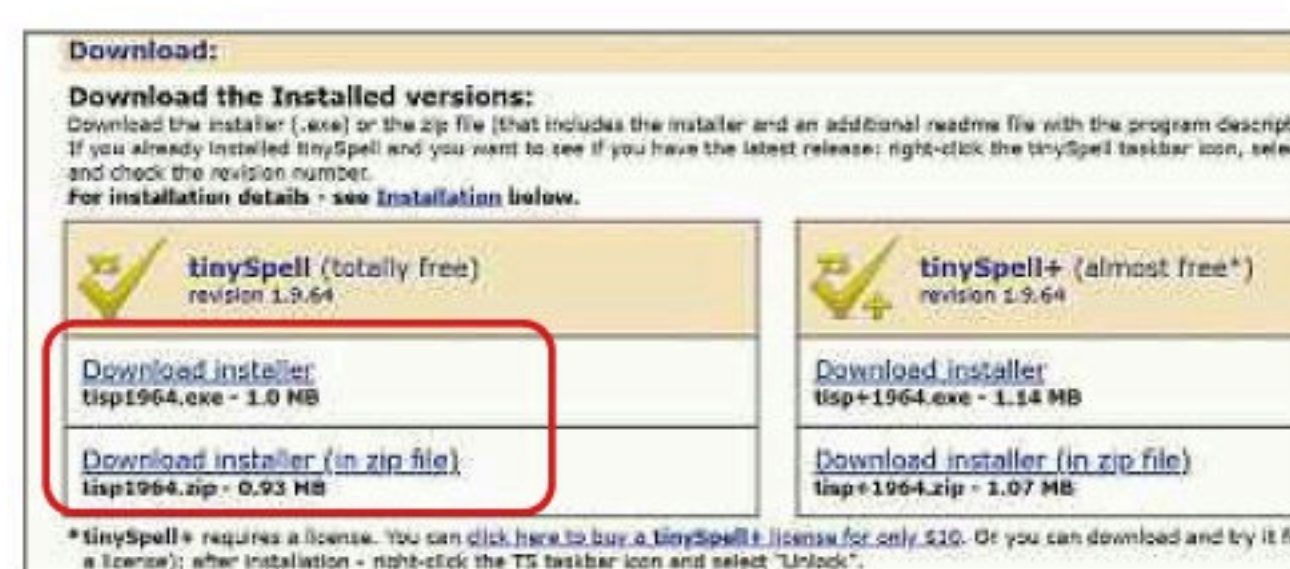 Download:
Download the Installed versions:
Download the installer (.exe) or the zip file (that includes the installer and an additional readme file with the program descript
If you already installed tinySpell and you want to see if you have the latest release: right-click the tinySpell taskbar icon, sele
and check the revision number.
For installation details - see Installation below.
tinySpell (totally free)
revision 1.9.64
Download installer
tisp1964.exe - 1.0 MB
Download installer (in zip file)
tisp1964.zip - 0.93 MB
tinySpell+ (almost free*)
revision 1.9.64
Download installer
tisp+1964.exe - 1.14 MB
Download installer (in zip file)
tisp+1964.zip - 1.07 MB
*tinySpell+ requires a license. You can click here to buy a tinySpell+ license for only $10. Or you can download and try it f
a license); after installation - right-click the TS taskbar icon and select "Unlock".